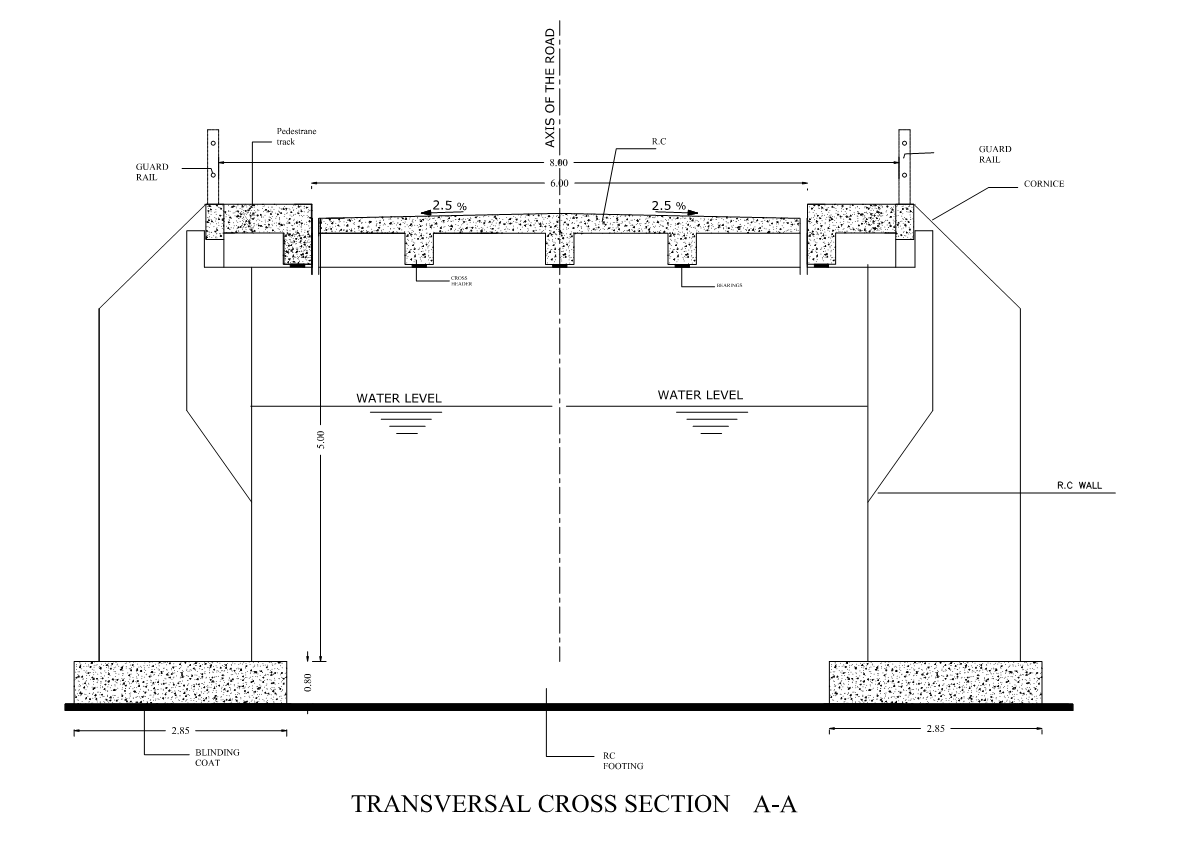 AXIS OF THE ROAD
Pedestrane
track
R.C
GUARD
RAIL
8.00
GUARD
RAIL
6.00
CORNICE
2.5 %
2.5 %
CROSS
HEADER
BEARINGS
WATER LEVEL
WATER LEVEL
5.00
R.C WALL
0.80
2.85
2.85
BLINDING
COAT
RC
FOOTING
TRANSVERSAL CROSS SECTION A-A